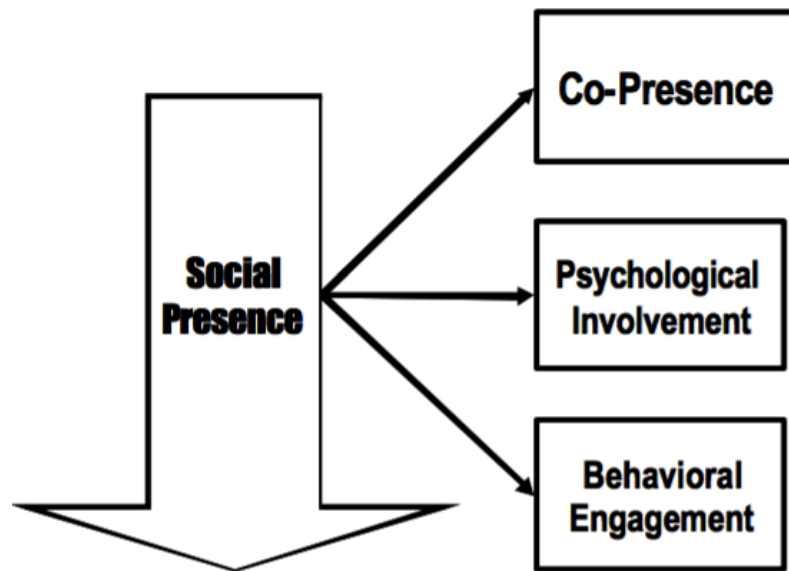 Social
Presence
Co-Presence
Psychological
Involvement
Behavioral
Engagement